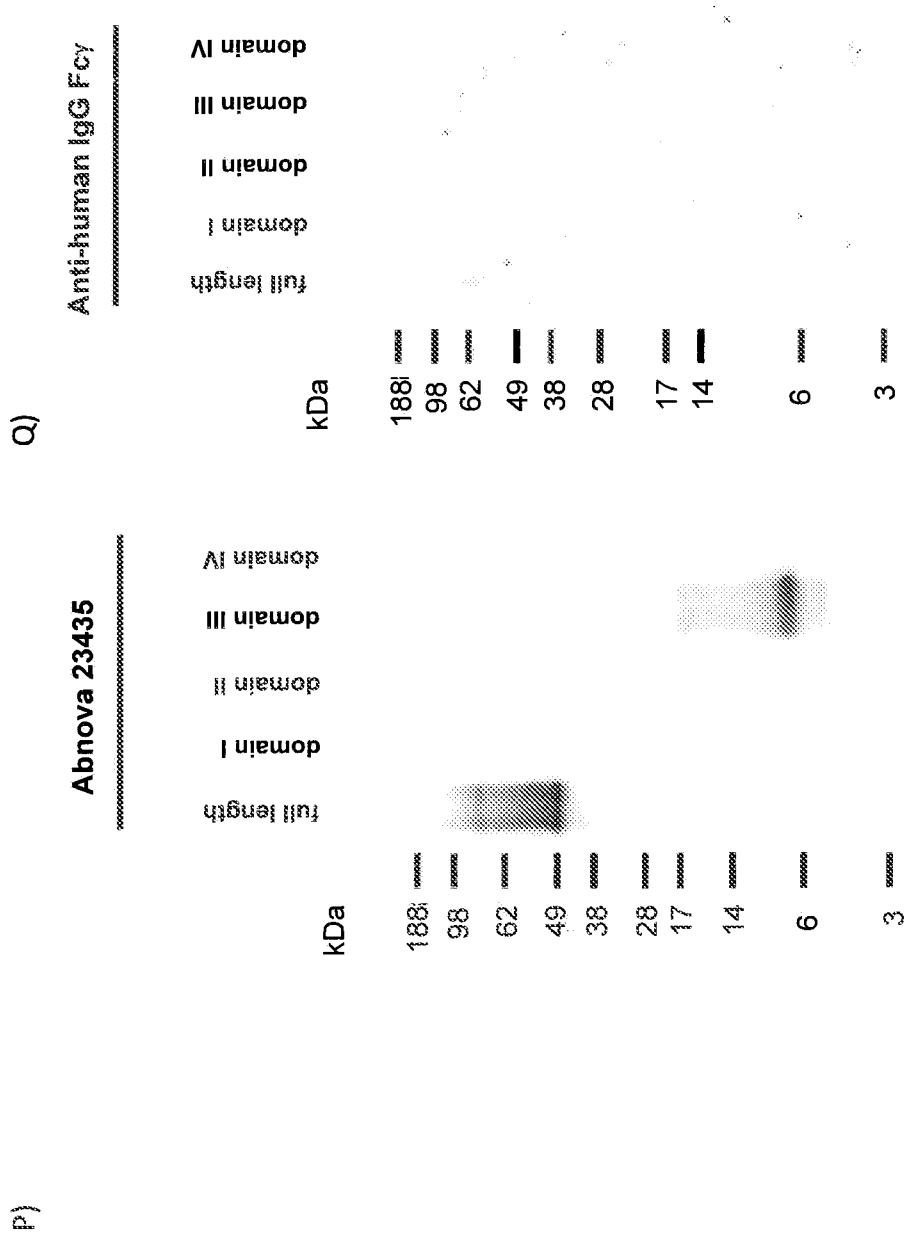 P)
Abnova 23435
full length
domain I
domain II
domain III
domain IV
kDa
188
98
62
49
38
28
17
14
6
3
Q)
Anti-human IgG Fcγ
full length
domain I
domain II
domain III
domain IV
kDa
188
98
62
49
38
28
17
14
6
3